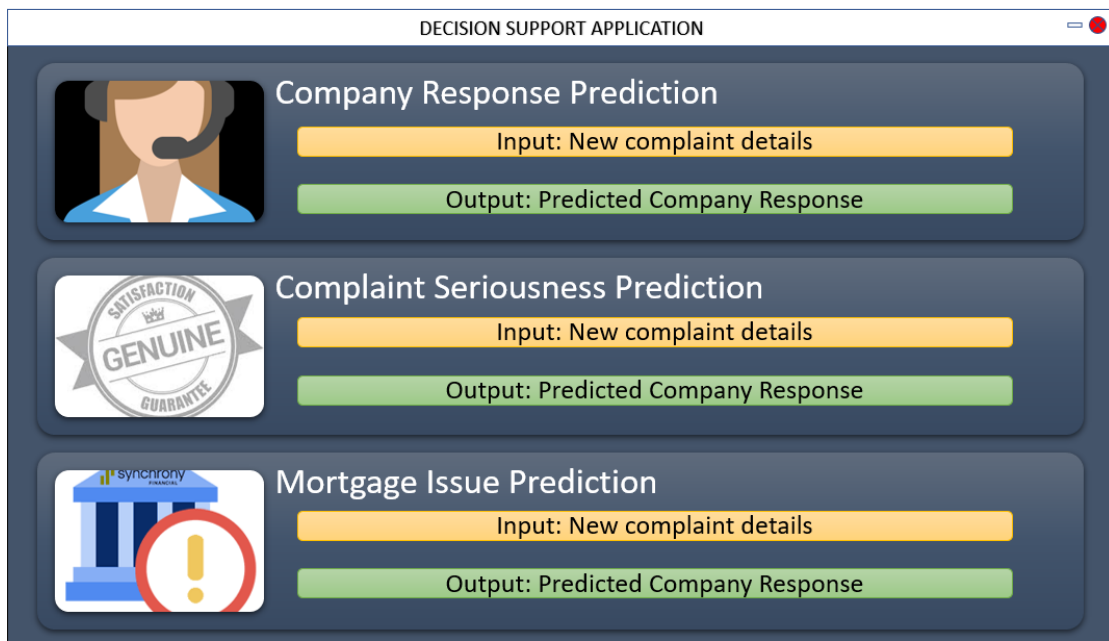 DECISION SUPPORT APPLICATION
Company Response Prediction
Input: New complaint details
Output: Predicted Company Response
SATISFACTION
GENUINE
GUARANTEE
Complaint Seriousness Prediction
Input: New complaint details
Output: Predicted Company Response
synchrony
FINANCIAL
Mortgage Issue Prediction
Input: New complaint details
Output: Predicted Company Response